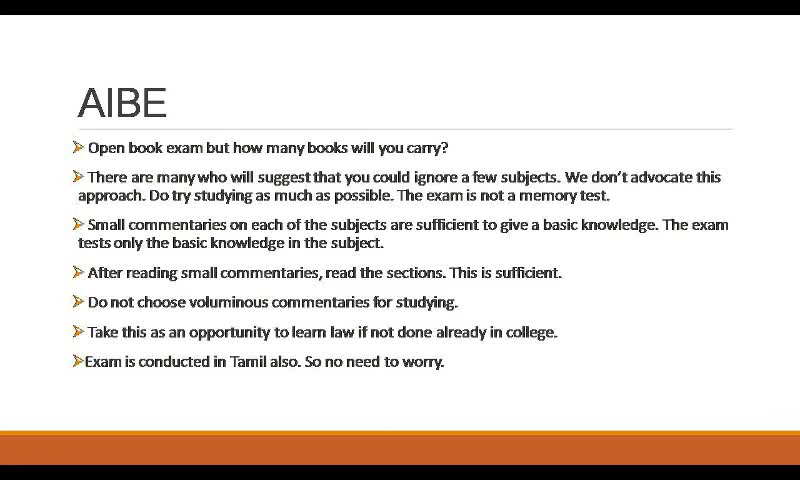 AIBE
Open book exam but how many books will you carry?
There are many who will suggest that you could ignore a few subjects. We don't advocate this
approach. Do try studying as much as possible. The exam is not a memory test.
Small commentaries on each of the subjects are sufficient to give a basic knowledge. The exam
tests only the basic knowledge in the subject.
After reading small commentaries, read the sections. This is sufficient.
Do not choose voluminous commentaries for studying.
Take this as an opportunity to learn law if not done already in college.
Exam is conducted in Tamil also. So no need to worry.